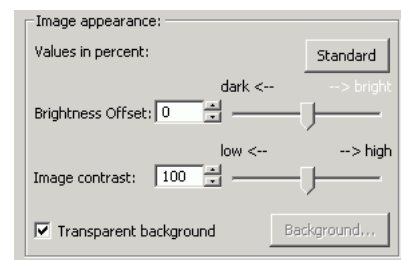 Image appearance:
Values in percent:
Standard
dark <-- --> bright
Brightness Offset: 0
low <-- --> high
Image contrast: 100
Transparent background
Background...